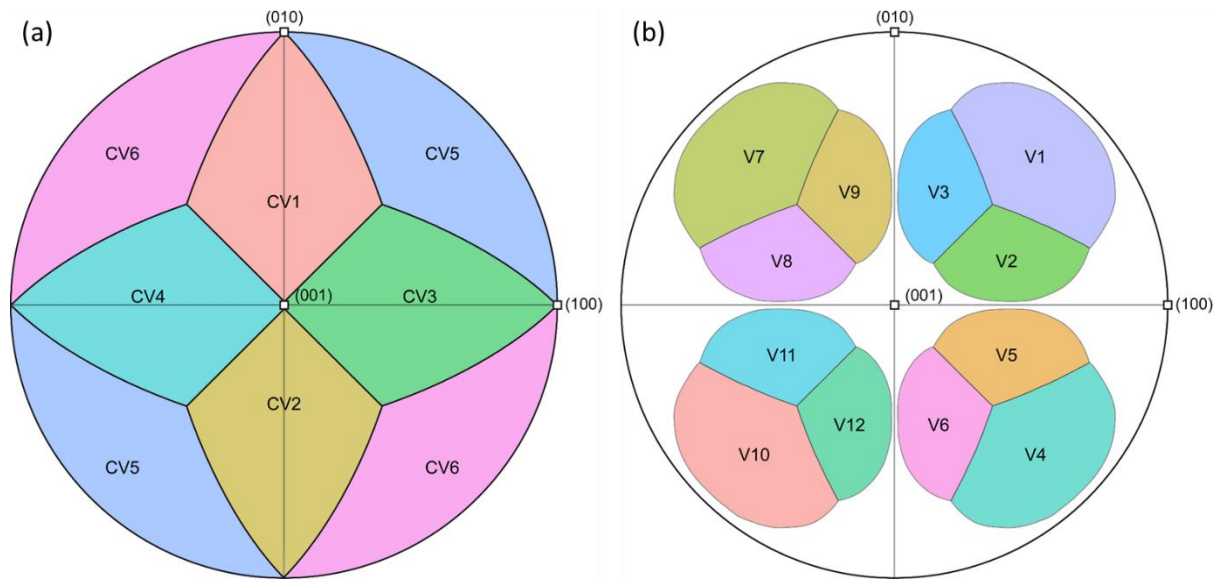 (a)
(010)
CV6
CV5
CV1
CV4
(001)
CV3
(100)
CV2
CV5
CV6
(b)
(010)
V7
V1
V9
V3
V8
V2
(001)
(100)
V11
V5
V12
V6
V10
V4